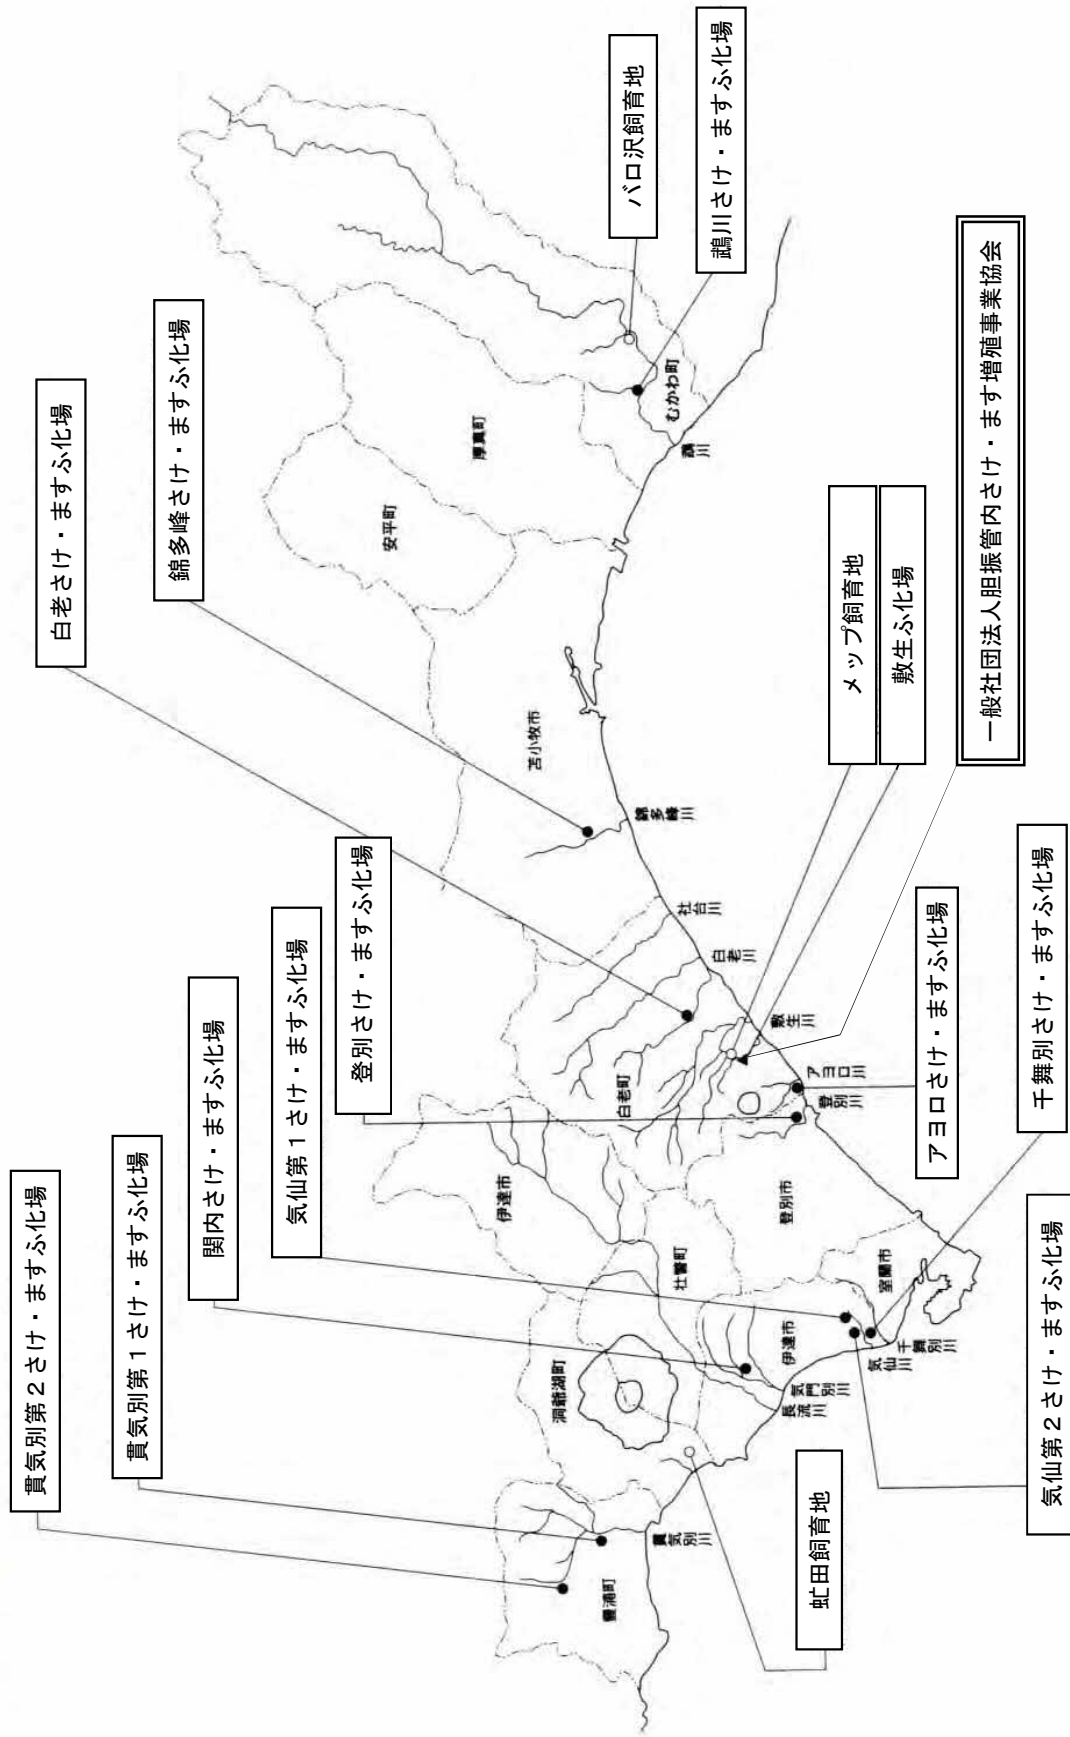 貫気別第２さけ・ますふ化場
貫気別第１さけ・ますふ化場
関内さけ・ますふ化場
気仙第１さけ・ますふ化場
登別さけ・ますふ化場
白老さけ・ますふ化場
錦多峰さけ・ますふ化場
バロ沢飼育地
鵡川さけ・ますふ化場
一般社団法人胆振管内さけ・ます増殖事業協会
メップ飼育地
敷生ふ化場
アヨロさけ・ますふ化場
千舞別さけ・ますふ化場
気仙第２さけ・ますふ化場
虻田飼育地
豊浦町
貫気別川
洞爺湖町
長流川
気門別川
伊達市
壮瞥町
伊達市
気仙川
千舞別川
室蘭市
登別市
登別川
アヨロ川
白老町
敷生川
白老川
社台川
錦多峰川
苫小牧市
安平町
厚真町
鵡川
むかわ町